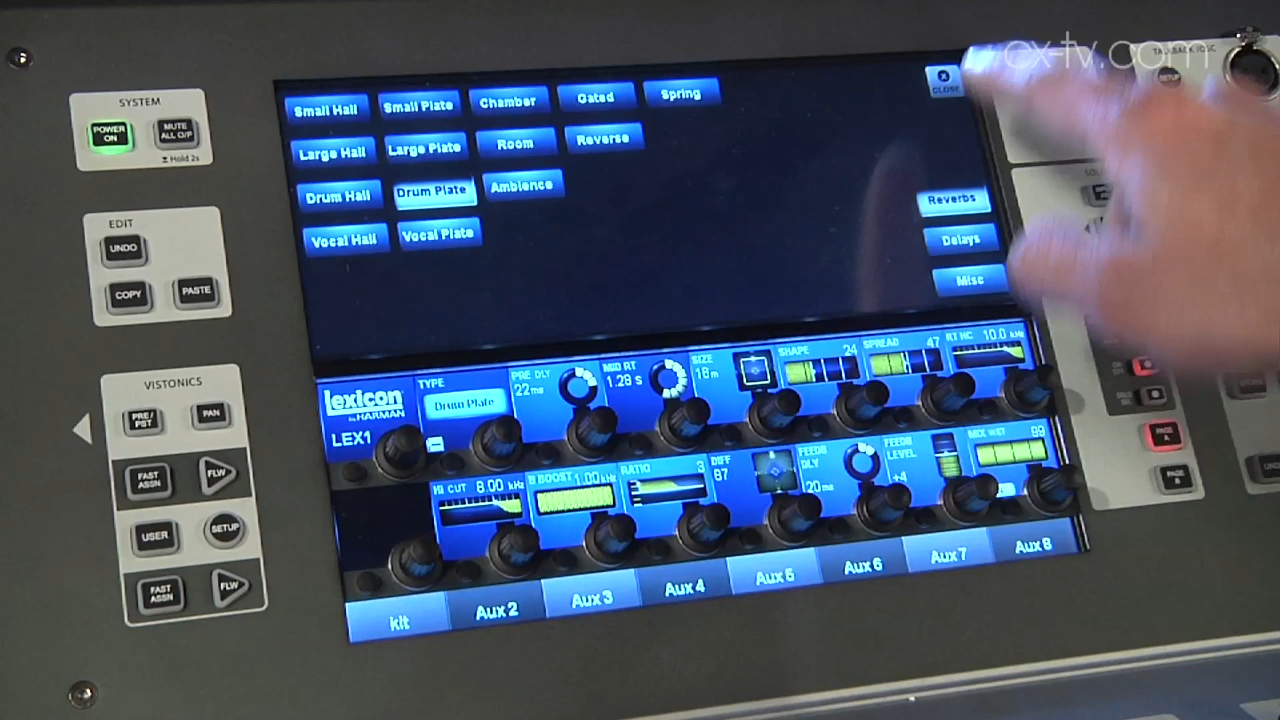 cx-tv.com
TALKBACK /OSC
SETUP
SYSTEM
POWER ON
MUTE ALL O/P
Hold 2s
EDIT
UNDO
COPY
PASTE
VISTONICS
PRE/ PST
PAN
FAST ASSN
FLW
USER
SETUP
FAST ASSN
FLW
Small Hall
Small Plate
Chamber
Gated
Spring
CLOSE
Large Hall
Large Plate
Room
Reverse
Drum Hall
Drum Plate
Ambience
Vocal Hall
Vocal Plate
Reverbs
Delays
Misc
lexicon
by HARMAN
LEX1
TYPE
Drum Plate
PRE DLY
22ms
MID RT
1.28 s
SIZE
18m
SHAPE 24
SPREAD 47
RT HC 10.0 kHz
HI CUT 8.00 kHz
B BOOST 1.00 kHz
RATIO 3
DIFF
87
FEEDB DLY
20ms
FEEDB LEVEL
+4
MIX WET 99
kit
Aux 2
Aux 3
Aux 4
Aux 5
Aux 6
Aux 7
Aux 8
PAGE A
PAGE B